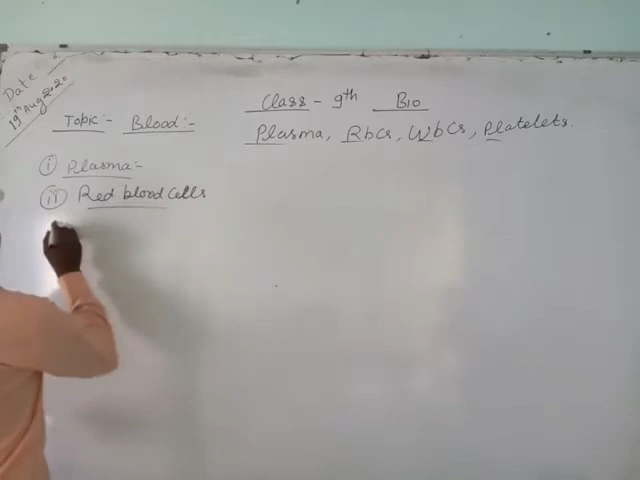 Date
19th Aug 2020
Class - 9th Bio
Topic:- Blood:-
Plasma, RbCs, WbCs, Platelets.
(i) Plasma:-
(ii) Red blood Cells